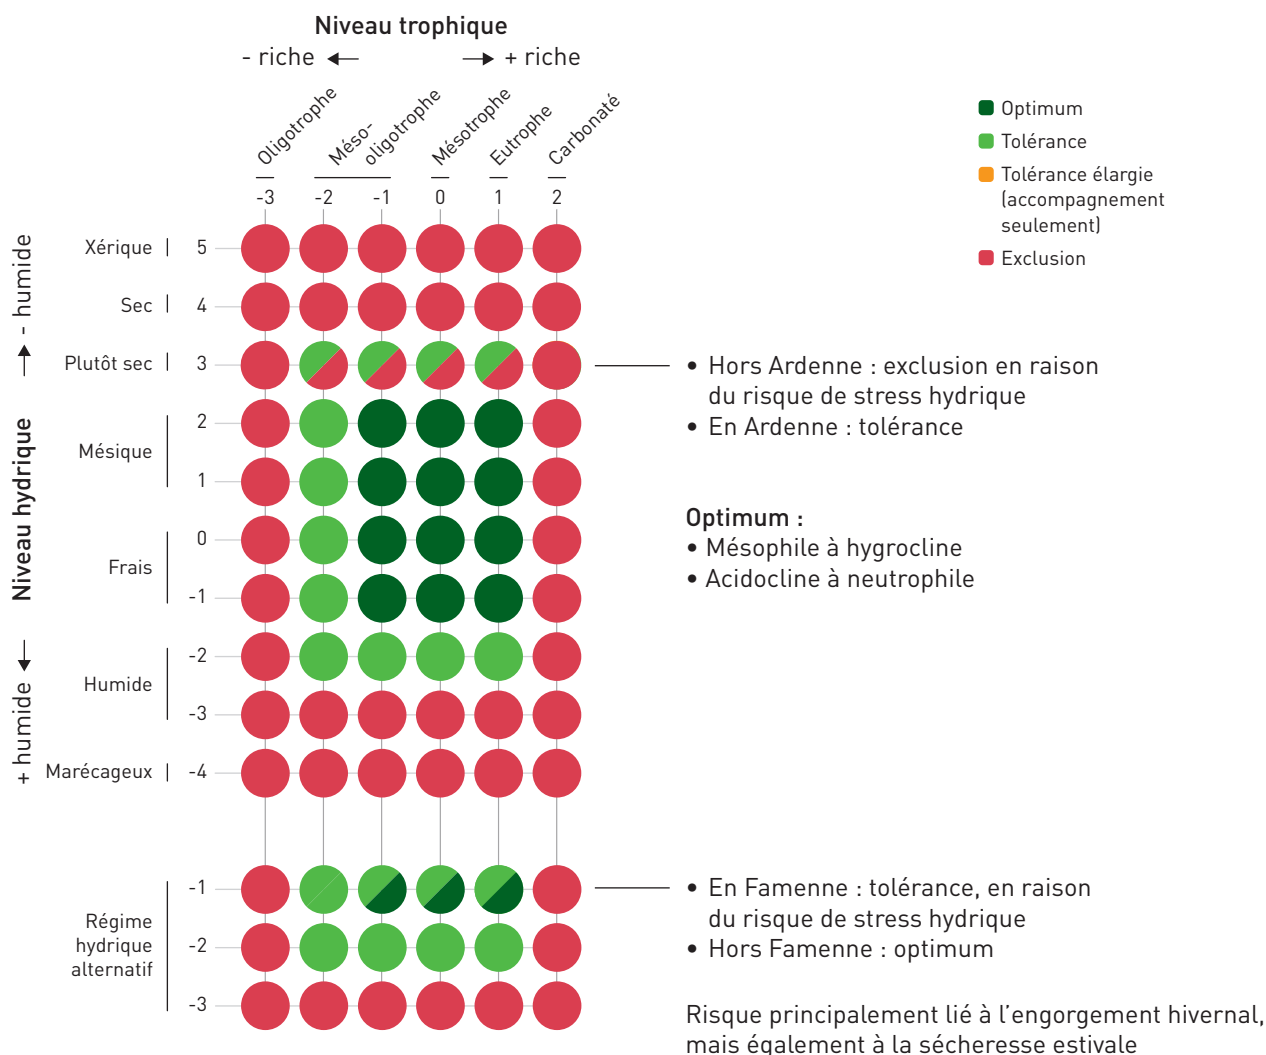 Niveau trophique
- riche
+ riche
Oligotrophe
Méso-
oligotrophe
Mésotrophe
Eutrophe
Carbonaté
-3
-2
-1
0
1
2
Optimum
Tolérance
Tolérance élargie
(accompagnement
seulement)
Exclusion
Niveau hydrique
- humide
+ humide
Xérique
5
Sec
4
Plutôt sec
3
Mésique
2
1
Frais
0
-1
Humide
-2
-3
Marécageux
-4
Régime
hydrique
alternatif
-1
-2
-3
• Hors Ardenne : exclusion en raison
du risque de stress hydrique
• En Ardenne : tolérance
Optimum :
• Mésophile à hygrocline
• Acidocline à neutrophile
• En Famenne : tolérance, en raison
du risque de stress hydrique
• Hors Famenne : optimum
Risque principalement lié à l’engorgement hivernal,
mais également à la sécheresse estivale